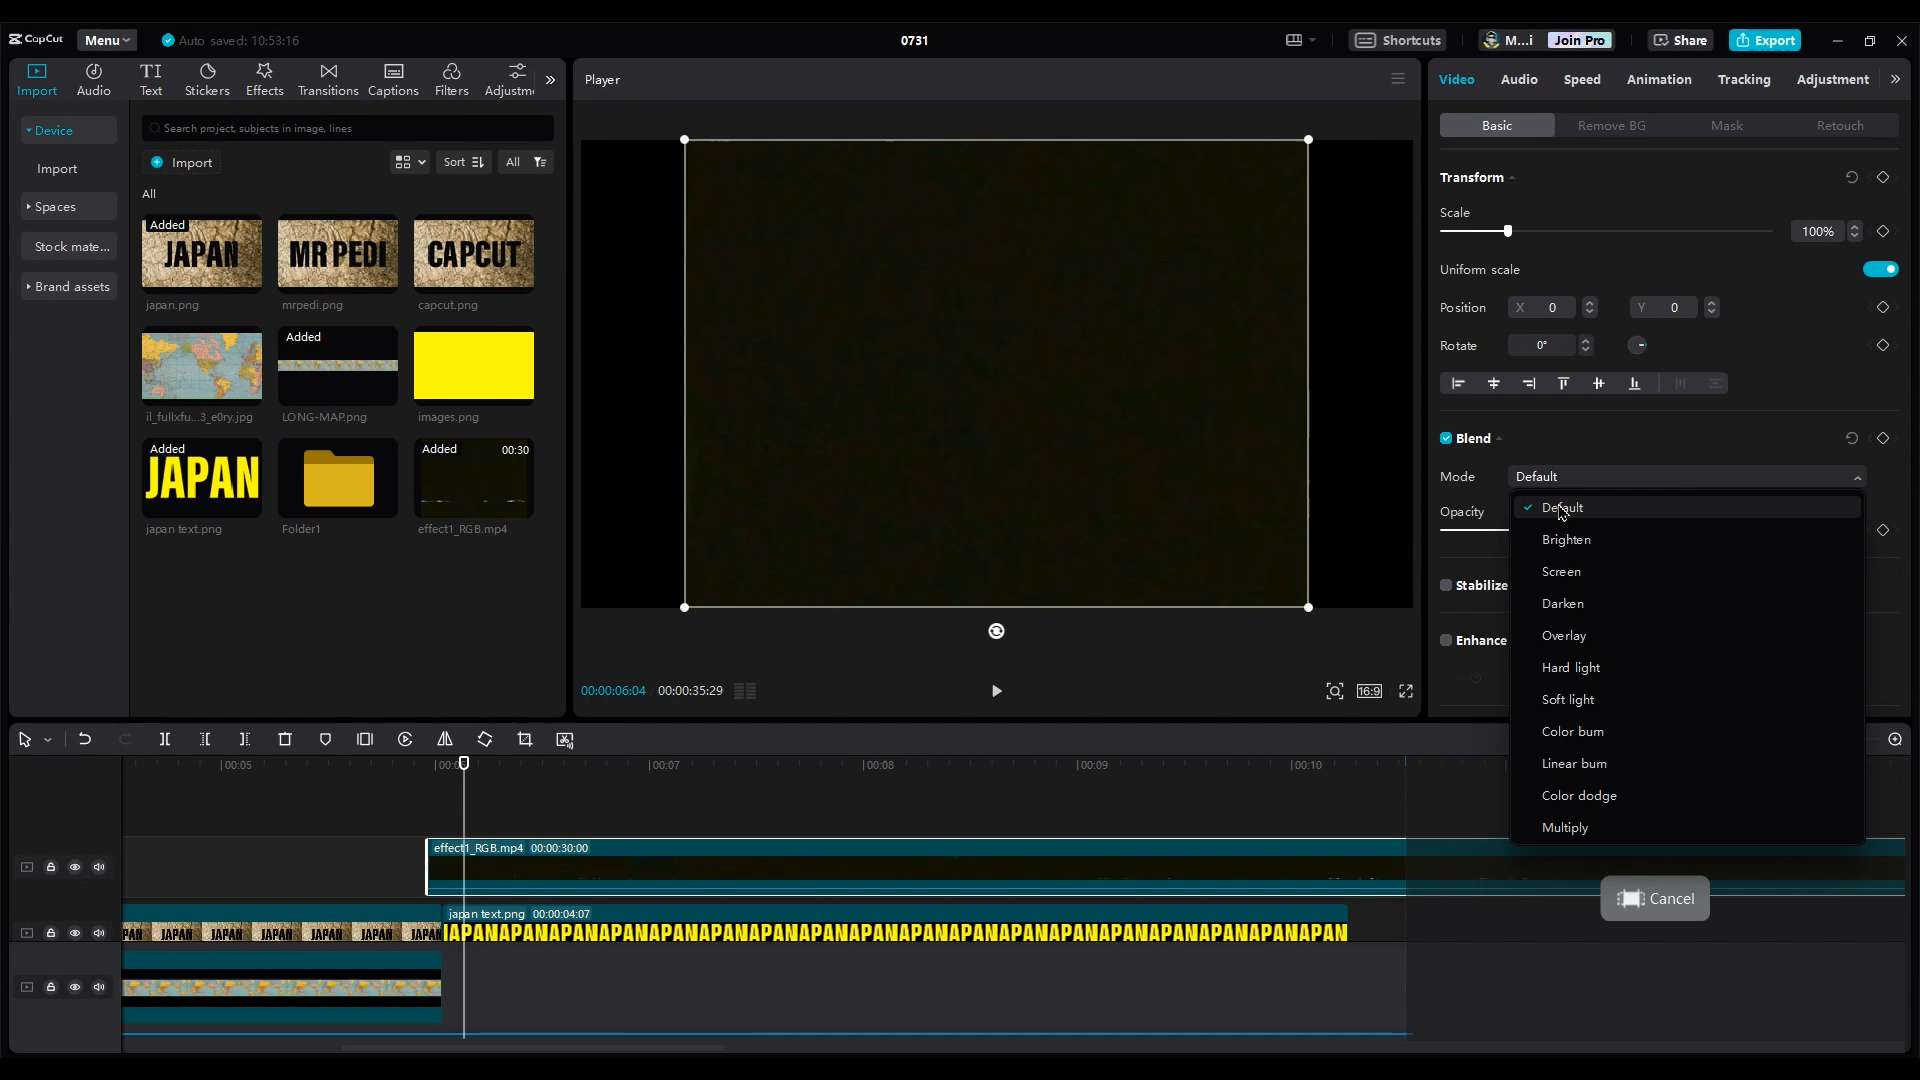 CapCut
Menu
Auto saved: 10:53:16
0731
Shortcuts
M...i
Join Pro
Share
Export
Import
Audio
Text
Stickers
Effects
Transitions
Captions
Filters
Adjustm
Device
Import
Spaces
Stock mate...
Brand assets
Search project, subjects in image, lines
Import
Sort
All
All
Added
JAPAN
japan.png
MR PEDI
mrpedi.png
CAPCUT
capcut.png
il_fullxfu...3_e0ry.jpg
Added
LONG-MAP.png
images.png
Added
JAPAN
japan text.png
Folder1
Added
00:30
effect1_RGB.mp4
Player
00:00:06:04
00:00:35:29
16:9
Video
Audio
Speed
Animation
Tracking
Adjustment
Basic
Remove BG
Mask
Retouch
Transform
Scale
100%
Uniform scale
Position
X 0
Y 0
Rotate
0°
Blend
Mode
Default
Opacity
Default
Brighten
Screen
Darken
Overlay
Hard light
Soft light
Color burn
Linear burn
Color dodge
Multiply
Stabilize
Enhance
00:05
00:07
00:08
00:09
00:10
effect1_RGB.mp4 00:00:30:00
japan text.png 00:00:04:07
JAPAN JAPAN JAPAN JAPAN JAPAN
JAPANAPANAPANAPANAPANAPANAPANAPANAPANAPANAPANAPANAPANAPANAPANAPANAPANAPAN
Cancel